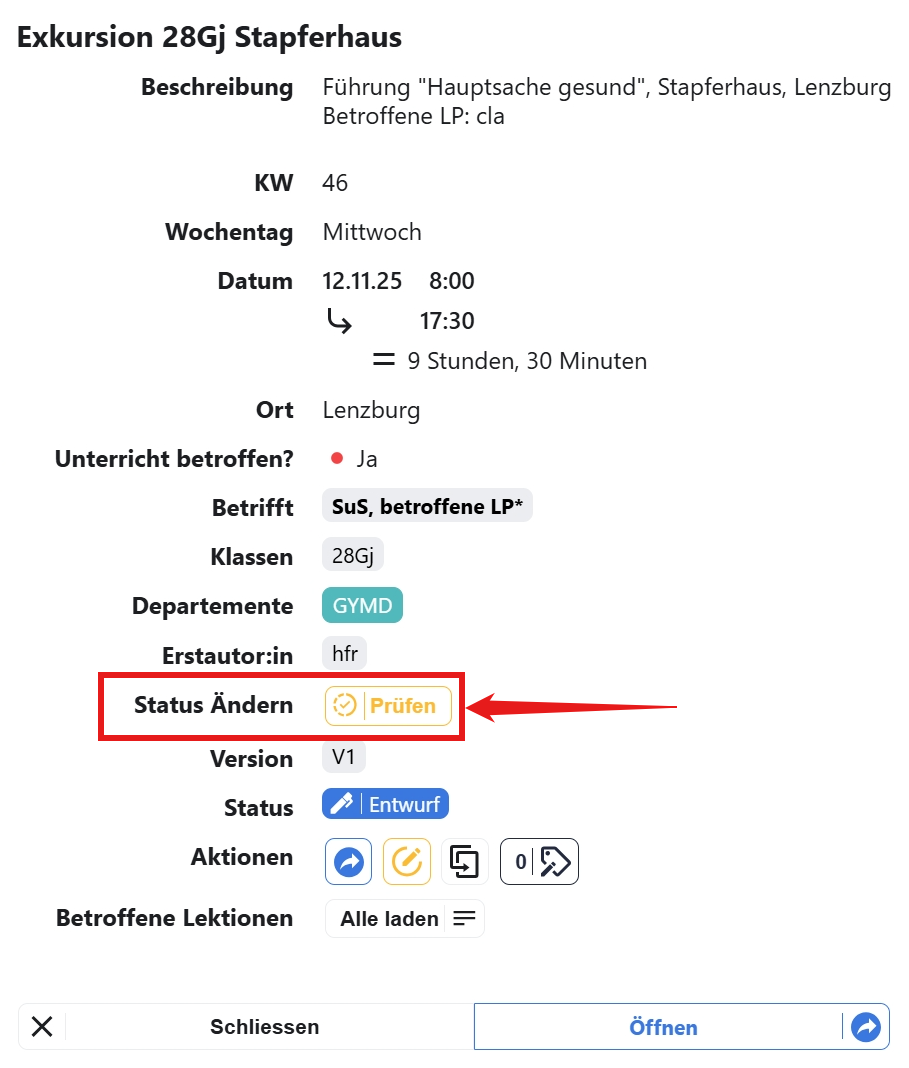 Exkursion 28Gj Stapferhaus
Beschreibung Führung "Hauptsache gesund", Stapferhaus, Lenzburg
Betroffene LP: cla
KW 46
Wochentag Mittwoch
Datum 12.11.25 8:00
17:30
= 9 Stunden, 30 Minuten
Ort Lenzburg
Unterricht betroffen? Ja
Betrifft SuS, betroffene LP*
Klassen 28Gj
Departemente GYMD
Erstautor:in hfr
Status Ändern Prüfen
Version V1
Status Entwurf
Aktionen 0
Betroffene Lektionen Alle laden
Schliessen Öffnen